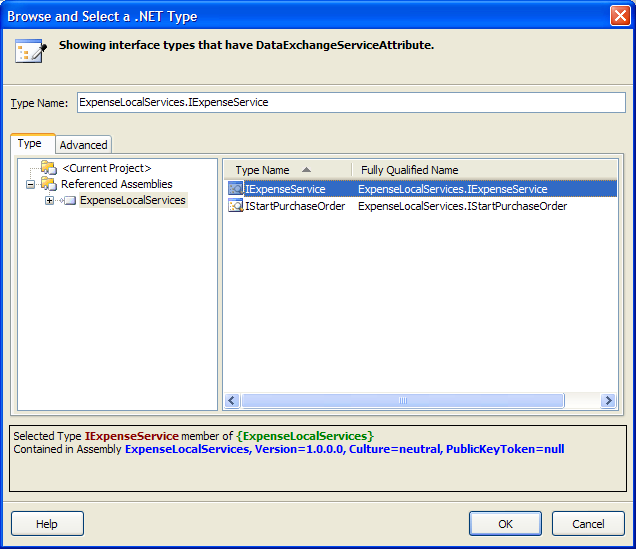 Browse and Select a .NET Type
Showing interface types that have DataExchangeServiceAttribute.
Type Name: ExpenseLocalServices.IExpenseService
Type Advanced
<Current Project>
Referenced Assemblies
ExpenseLocalServices
Type Name Fully Qualified Name
IExpenseService ExpenseLocalServices.IExpenseService
IStartPurchaseOrder ExpenseLocalServices.IStartPurchaseOrder
Selected Type IExpenseService member of {ExpenseLocalServices}
Contained in Assembly ExpenseLocalServices, Version=1.0.0.0, Culture=neutral, PublicKeyToken=null
Help OK Cancel